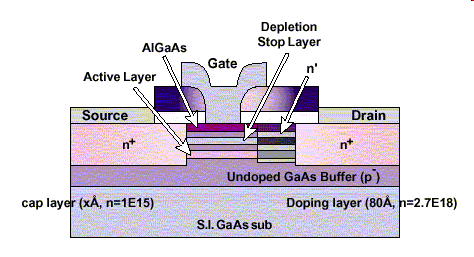 Depletion
Stop Layer
AlGaAs
Gate
n'
Active Layer
Source
Drain
n+
n+
Undoped GaAs Buffer (p-)
cap layer (xÅ, n=1E15)
Doping layer (80Å, n=2.7E18)
S.I. GaAs sub